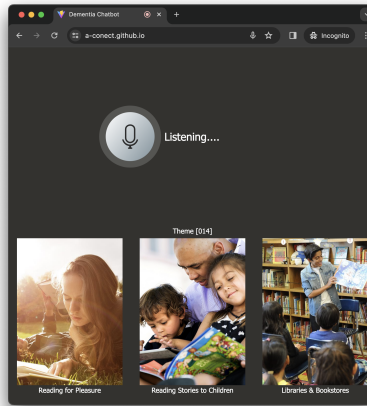 Dementia Chatbot
a-conect.github.io
Incognito
Listening....
Theme [014]
Reading for Pleasure
Reading Stories to Children
Libraries & Bookstores